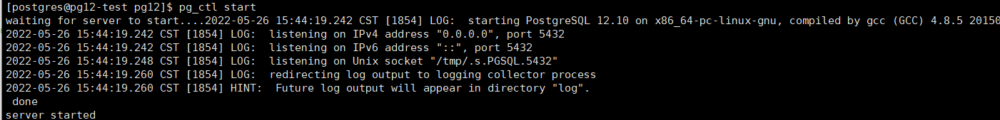 [postgres@pg12-test pg12]$ pg_ctl start
waiting for server to start....2022-05-26 15:44:19.242 CST [1854] LOG:  starting PostgreSQL 12.10 on x86_64-pc-linux-gnu, compiled by gcc (GCC) 4.8.5 20150
2022-05-26 15:44:19.242 CST [1854] LOG:  listening on IPv4 address "0.0.0.0", port 5432
2022-05-26 15:44:19.242 CST [1854] LOG:  listening on IPv6 address "::", port 5432
2022-05-26 15:44:19.248 CST [1854] LOG:  listening on Unix socket "/tmp/.s.PGSQL.5432"
2022-05-26 15:44:19.260 CST [1854] LOG:  redirecting log output to logging collector process
2022-05-26 15:44:19.260 CST [1854] HINT:  Future log output will appear in directory "log".
 done
server started